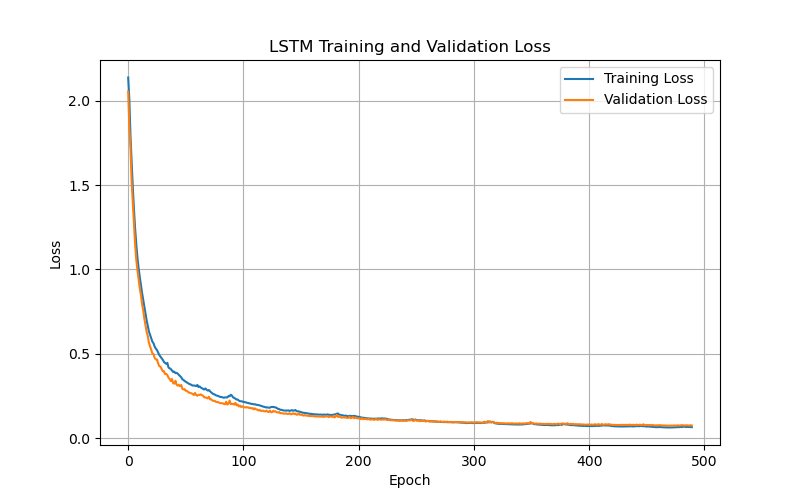 LSTM Training and Validation Loss
Training Loss
Validation Loss
Loss
2.0
1.5
1.0
0.5
0.0
0
100
200
300
400
500
Epoch